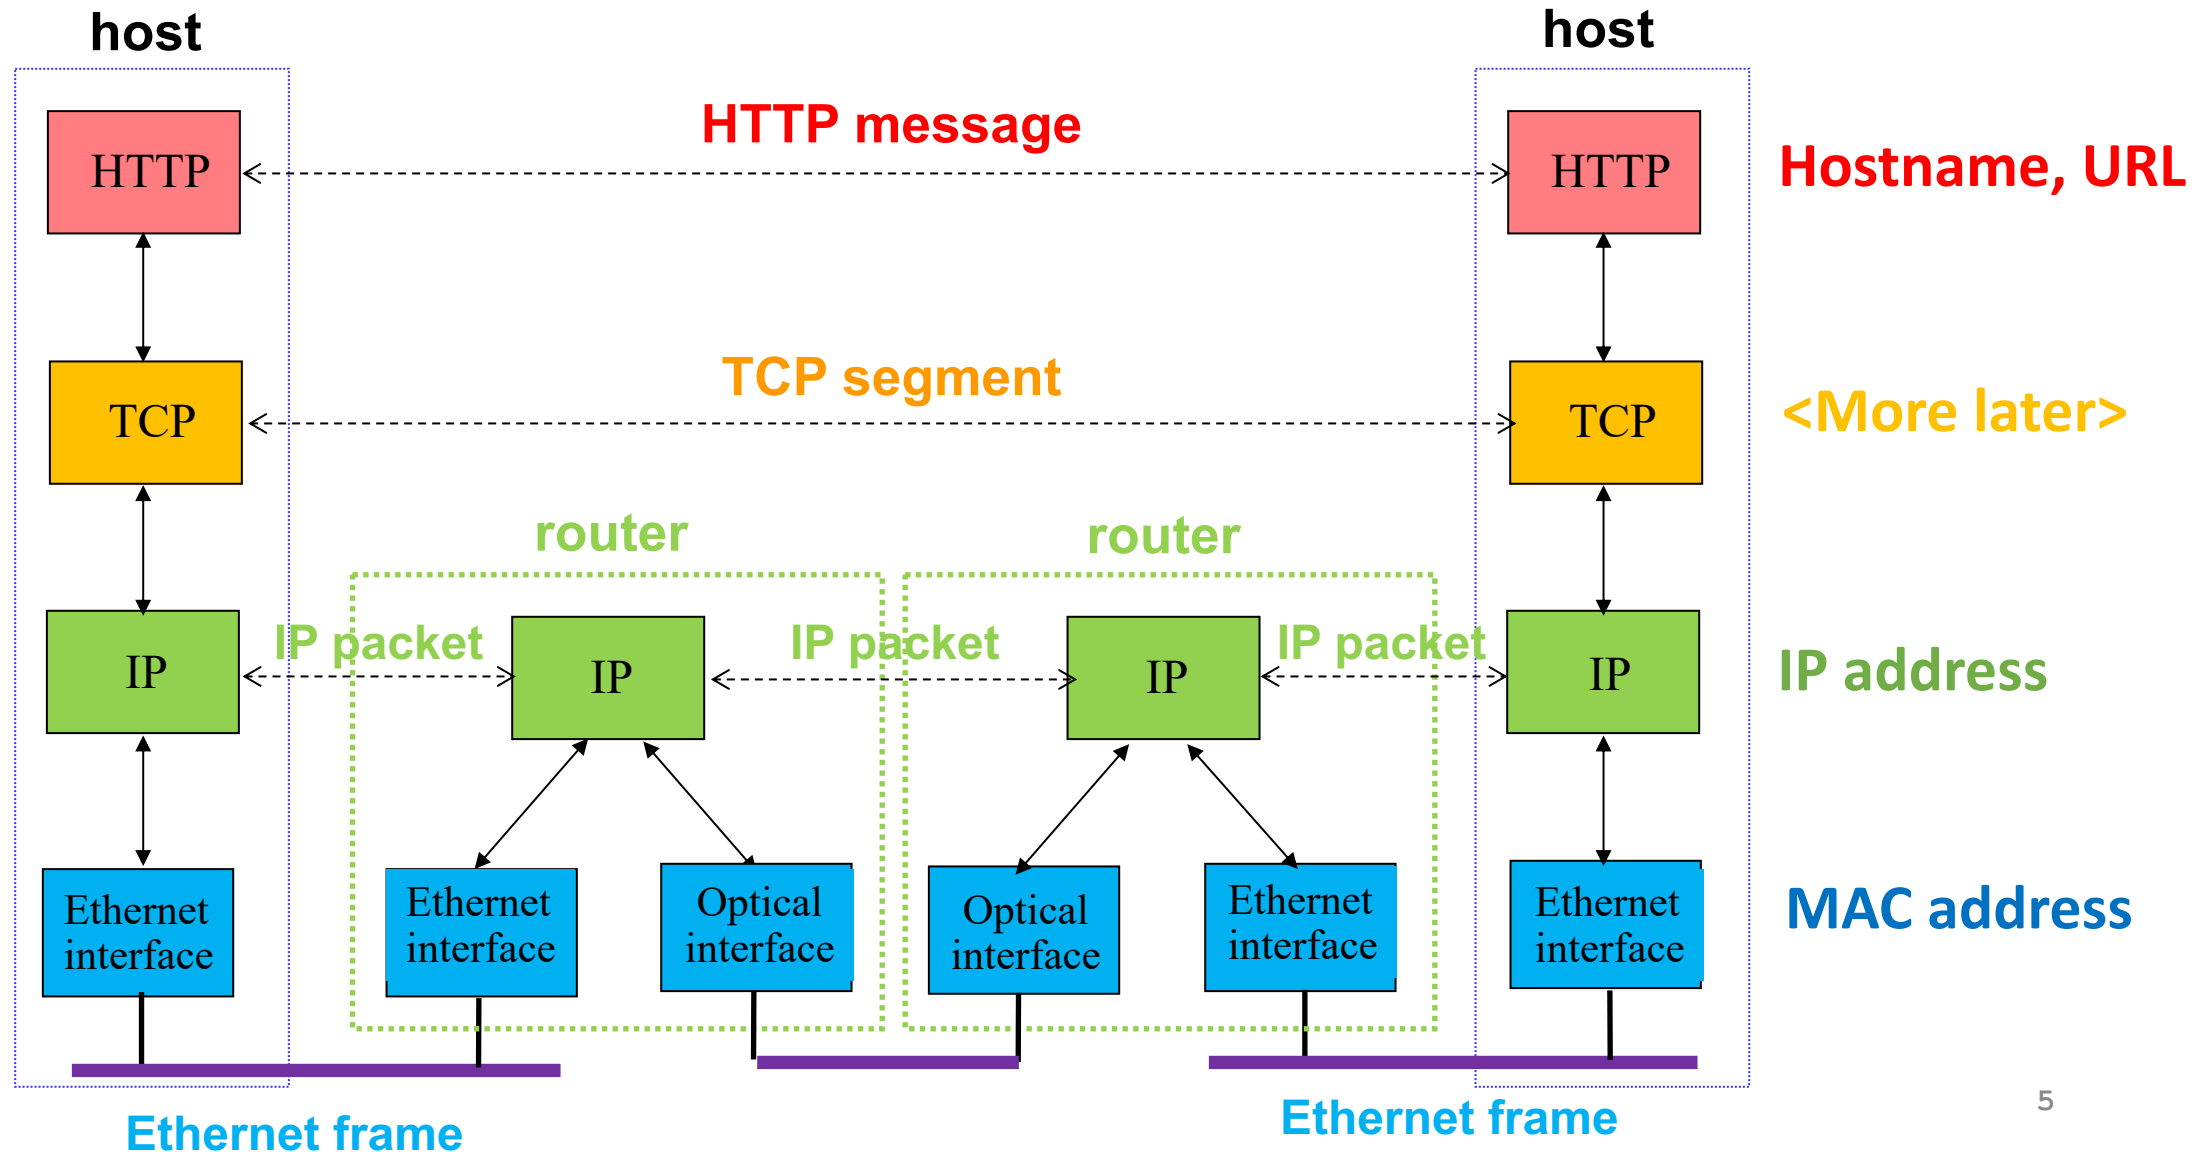 host
host
HTTP message
HTTP
HTTP
Hostname, URL
TCP segment
TCP
TCP
<More later>
router
router
IP packet
IP packet
IP packet
IP
IP
IP
IP
IP address
Ethernet
interface
Ethernet
interface
Optical
interface
Optical
interface
Ethernet
interface
Ethernet
interface
MAC address
Ethernet frame
Ethernet frame
5